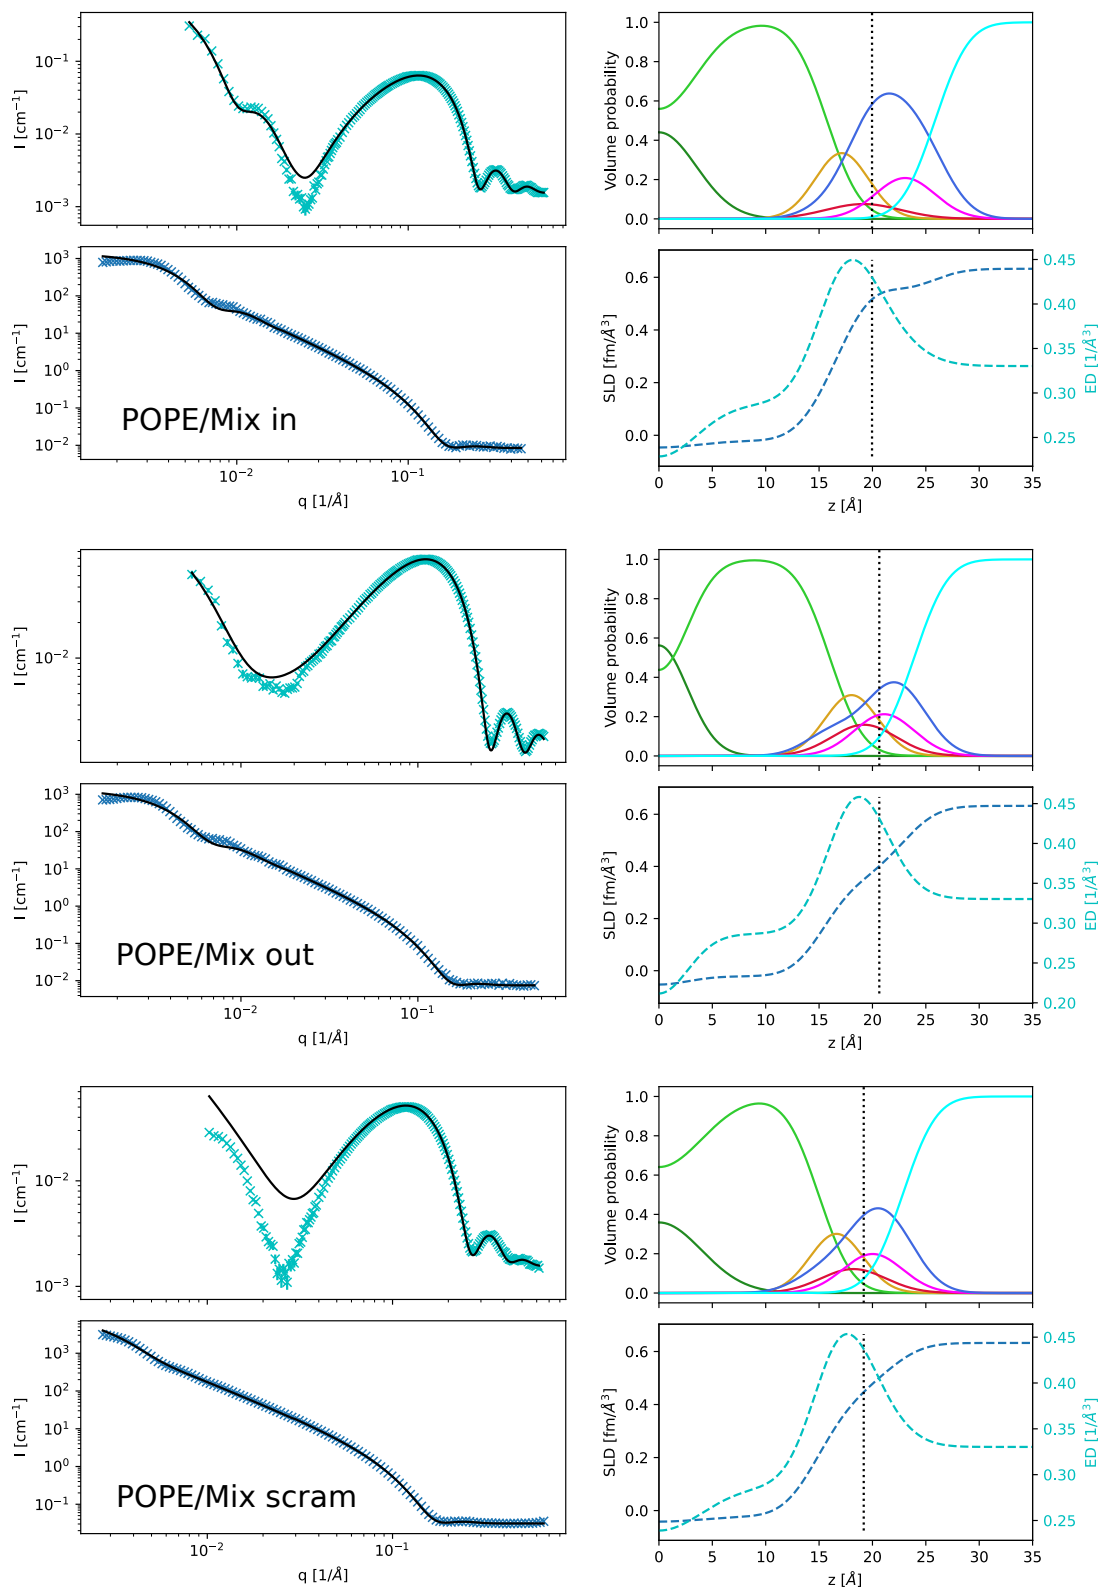 I [cm⁻¹]
10⁻¹
10⁻²
10⁻³
I [cm⁻¹]
10³
10²
10¹
10⁰
10⁻¹
10⁻²
POPE/Mix in
10⁻² 10⁻¹
q [1/Å]
Volume probability
1.0
0.8
0.6
0.4
0.2
0.0
SLD [fm/Å³]
0.6
0.4
0.2
0.0
0.45
0.40
0.35
0.30
0.25
ED [1/Å³]
0 5 10 15 20 25 30 35
z [Å]
I [cm⁻¹]
10⁻²
I [cm⁻¹]
10³
10²
10¹
10⁰
10⁻¹
10⁻²
POPE/Mix out
10⁻² 10⁻¹
q [1/Å]
Volume probability
1.0
0.8
0.6
0.4
0.2
0.0
SLD [fm/Å³]
0.6
0.4
0.2
0.0
0.45
0.40
0.35
0.30
0.25
0.20
ED [1/Å³]
0 5 10 15 20 25 30 35
z [Å]
I [cm⁻¹]
10⁻²
10⁻³
I [cm⁻¹]
10³
10²
10¹
10⁰
10⁻¹
POPE/Mix scram
10⁻² 10⁻¹ 10⁰
q [1/Å]
Volume probability
1.0
0.8
0.6
0.4
0.2
0.0
SLD [fm/Å³]
0.6
0.4
0.2
0.0
0.45
0.40
0.35
0.30
0.25
ED [1/Å³]
0 5 10 15 20 25 30 35
z [Å]